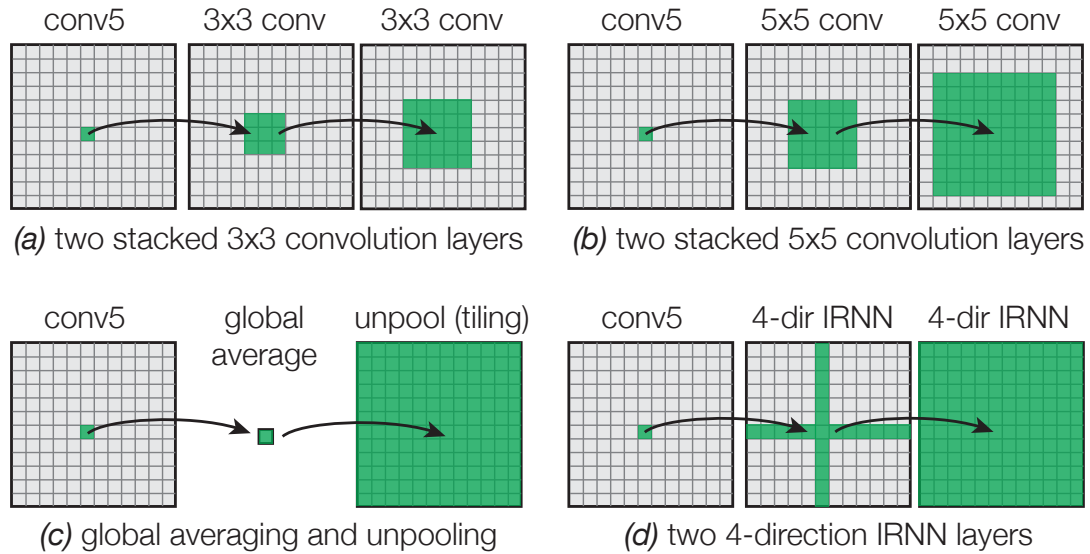 conv5 3x3 conv 3x3 conv
(a) two stacked 3x3 convolution layers
conv5 5x5 conv 5x5 conv
(b) two stacked 5x5 convolution layers
conv5 global average unpool (tiling)
(c) global averaging and unpooling
conv5 4-dir IRNN 4-dir IRNN
(d) two 4-direction IRNN layers